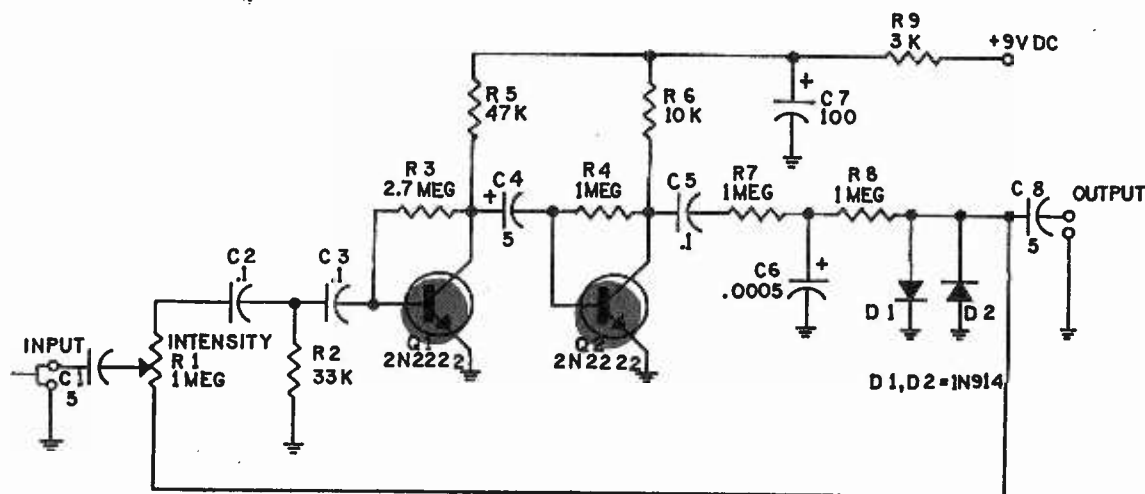 R9
3K
+9VDC
R5
47K
R6
10K
+
C7
100
R3
2.7MEG
C4
+
5
R4
1MEG
C5
.1
R7
1MEG
R8
1MEG
C8
5
OUTPUT
C2
.1
C3
.1
C6
.0005
+
D1
D2
INPUT
C1
5
INTENSITY
R1
1MEG
R2
33K
Q1
2N2222
Q2
2N2222
D1,D2=1N914